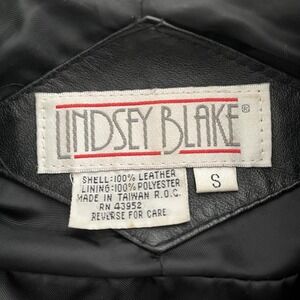 LINDSEY BLAKE®
S
SHELL:100% LEATHER
LINING:100% POLYESTER
MADE IN TAIWAN R.O.C.
RN 43952
REVERSE FOR CARE